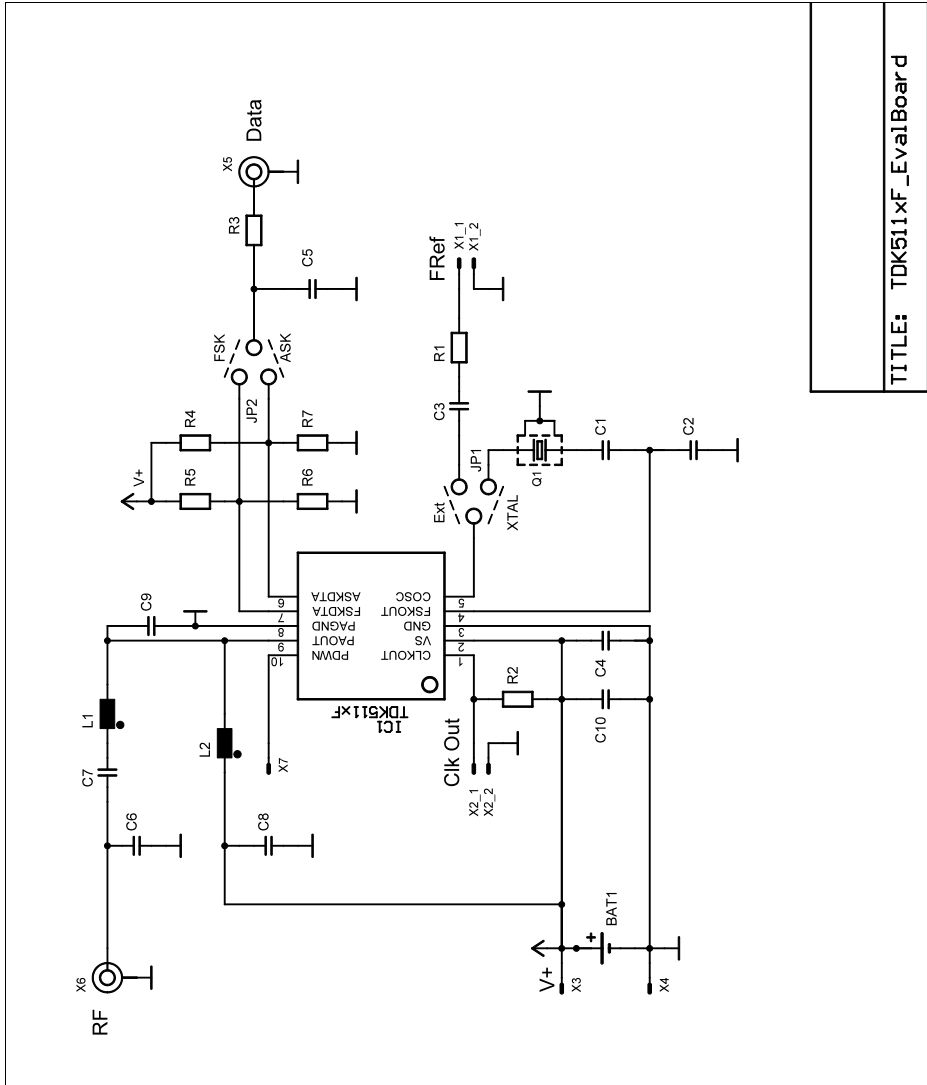 X6
RF
C6
C7
L1
C9
L2
C8
X7
V+
R5
R4
R6
R7
JP2
FSK
ASK
C5
R3
X5
Data
IC1
TDK511xF
10
PDWN
9
PAOUT
8
PAGND
7
FSKDTA
6
ASKDTA
1
CLKOUT
2
VS
3
GND
4
FSKOUT
5
COSC
Clk Out
X2_1
X2_2
R2
C10
C4
Ext
XTAL
JP1
C3
R1
FRef
X1_1
X1_2
Q1
C1
C2
V+
X3
+
BAT1
X4
TITLE: TDK511xF_EvalBoard